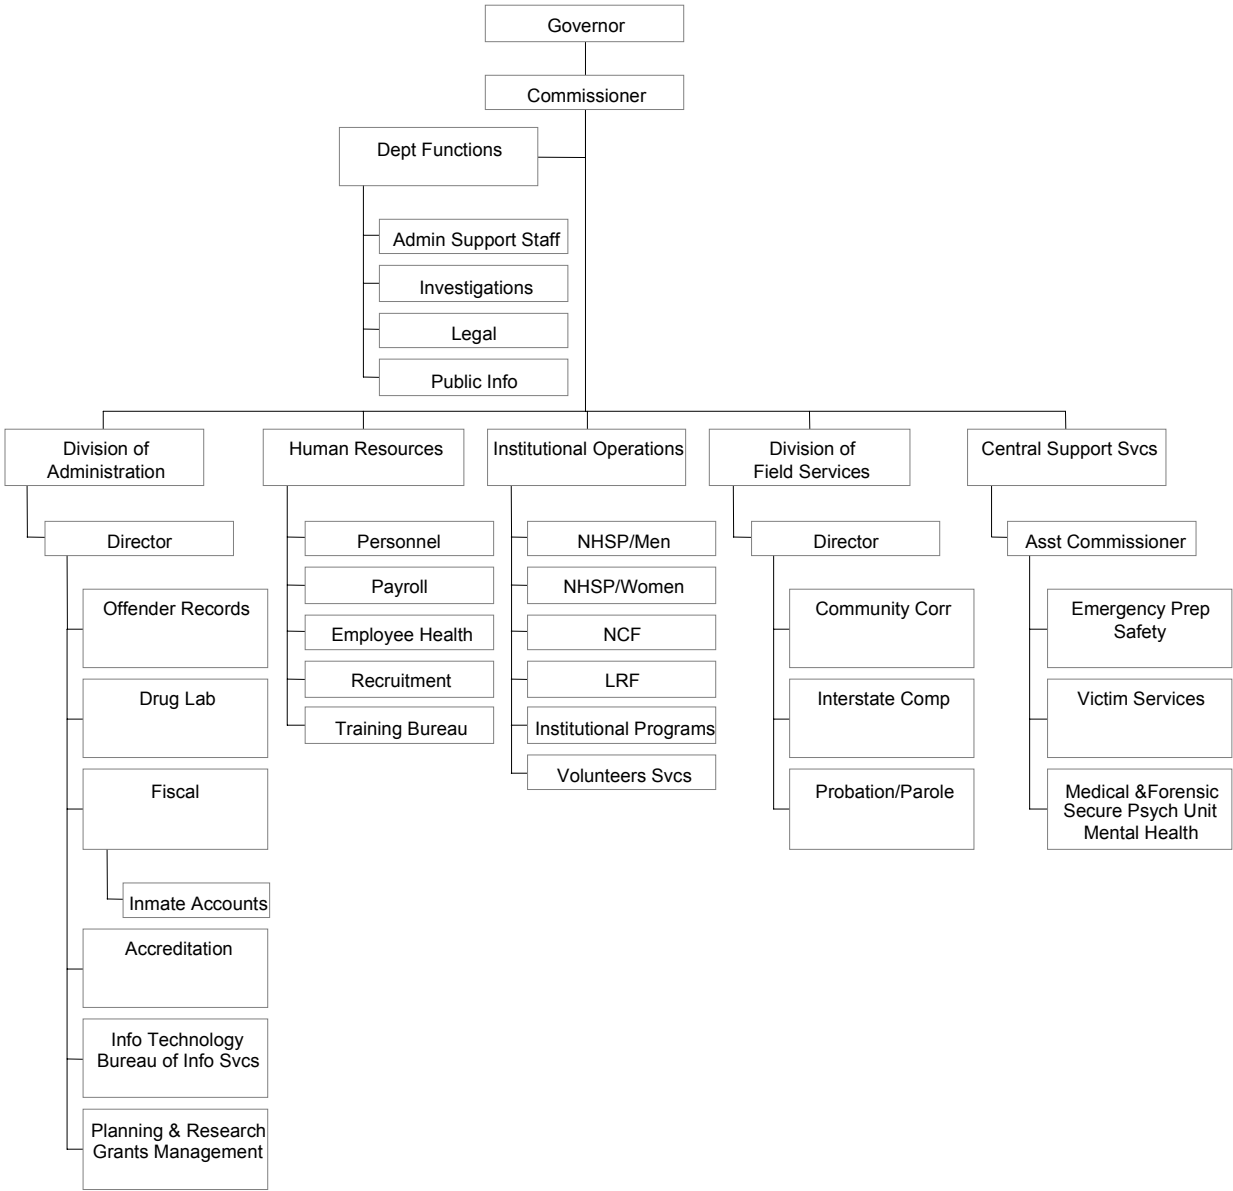 Governor
Commissioner
Dept Functions
Admin Support Staff
Investigations
Legal
Public Info
Division of
Administration
Director
Offender Records
Drug Lab
Fiscal
Inmate Accounts
Accreditation
Info Technology
Bureau of Info Svcs
Planning & Research
Grants Management
Human Resources
Personnel
Payroll
Employee Health
Recruitment
Training Bureau
Institutional Operations
NHSP/Men
NHSP/Women
NCF
LRF
Institutional Programs
Volunteers Svcs
Division of
Field Services
Director
Community Corr
Interstate Comp
Probation/Parole
Central Support Svcs
Asst Commissioner
Emergency Prep
Safety
Victim Services
Medical &Forensic
Secure Psych Unit
Mental Health